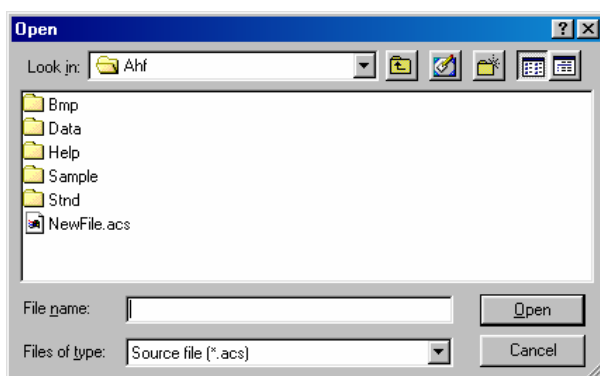 Open
Look in: Ahf
Bmp
Data
Help
Sample
Stnd
NewFile.acs
File name: Open
Files of type: Source file (*.acs) Cancel